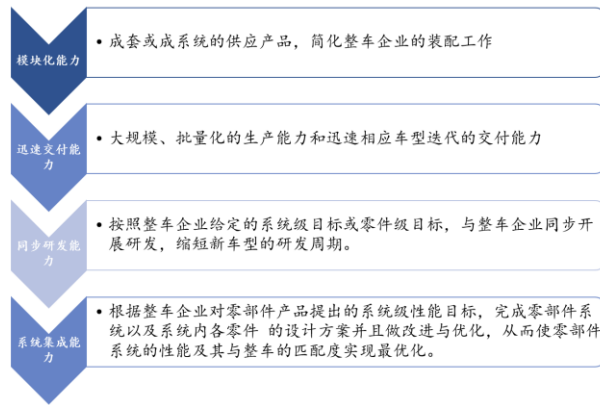 模块化能力
• 成套或成系统的供应产品，简化整车企业的装配工作
迅速交付能
力
• 大规模、批量化的生产能力和迅速相应车型迭代的交付能力
同步研发能
力
• 按照整车企业给定的系统级目标或零件级目标，与整车企业同步开
展研发，缩短新车型的研发周期。
系统集成能
力
• 根据整车企业对零部件产品提出的系统级性能目标，完成零部件系
统以及系统内各零件 的设计方案并且做改进与优化，从而使零部件
系统的性能及其与整车的匹配度实现最优化。